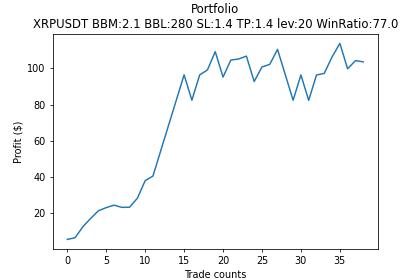 Portfolio
XRPUSDT BBM:2.1 BBL:280 SL:1.4 TP:1.4 lev:20 WinRatio:77.0
100
80
60
40
20
Profit ($)
0 5 10 15 20 25 30 35
Trade counts